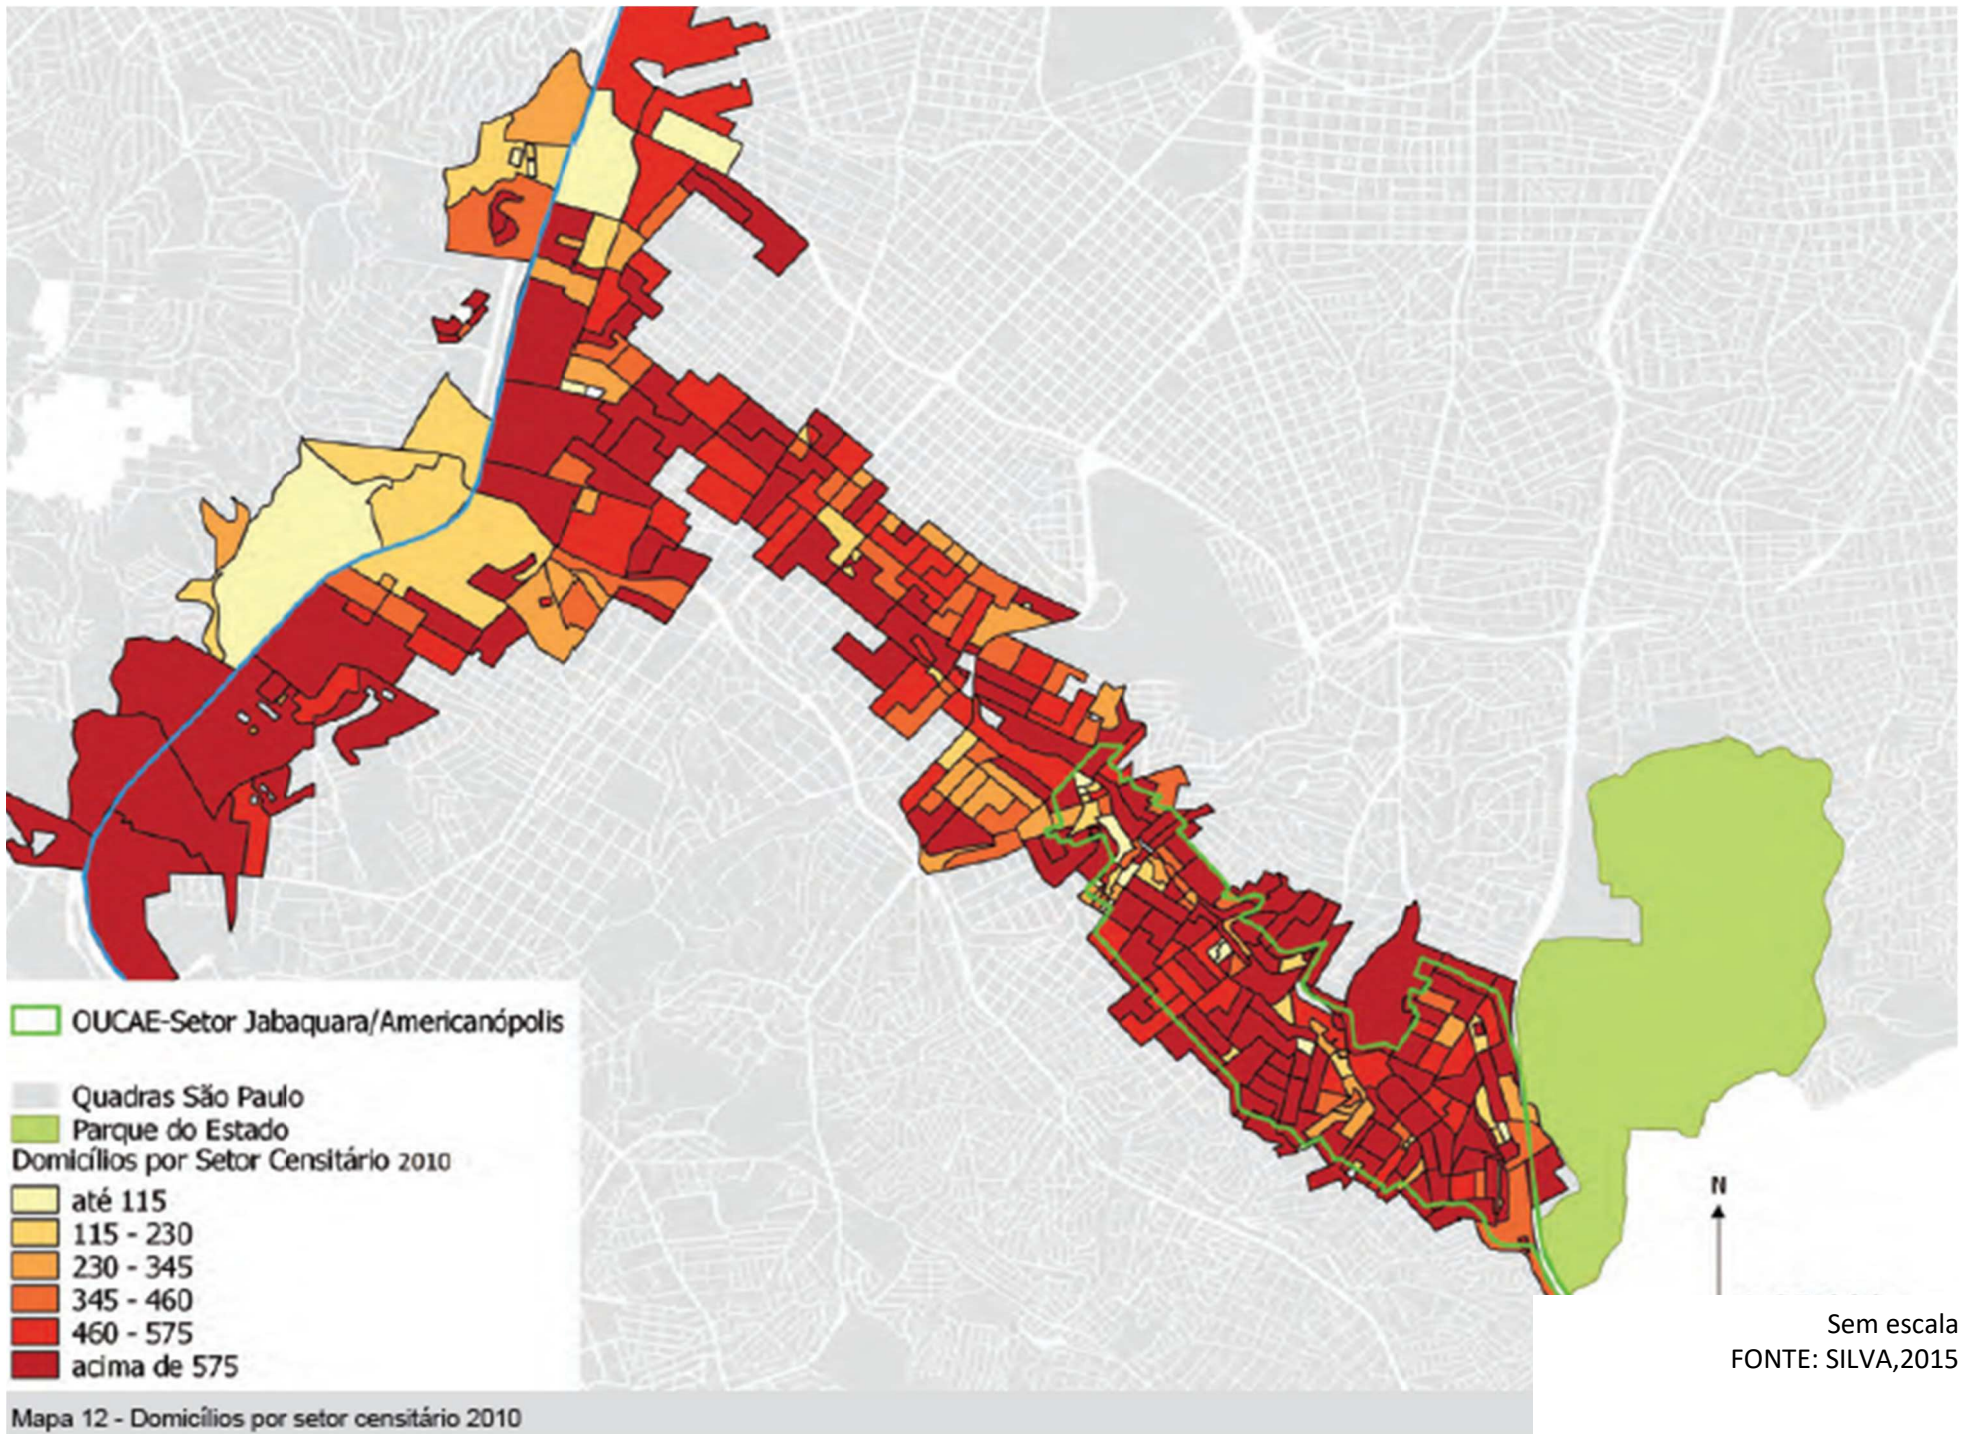 OUCAE-Setor Jabaquara/Americanópolis
Quadras São Paulo
Parque do Estado
Domicílios por Setor Censitário 2010
até 115
115 - 230
230 - 345
345 - 460
460 - 575
acima de 575
N
Sem escala
FONTE: SILVA,2015
Mapa 12 - Domicílios por setor censitário 2010